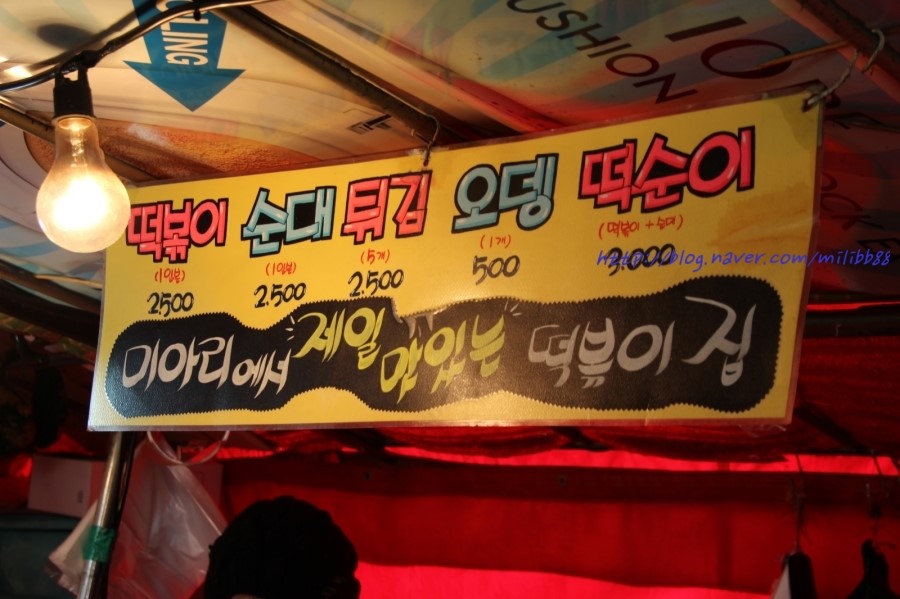 LING
USHION
떡볶이 순대 튀김 오뎅 떡순이
(1인분) (1인분) (5개) (1개) (떡볶이 + 순대)
2,500 2,500 2,500 500 3,000
http://blog.naver.com/milibb88
미아리에서 제일 맛있는 떡볶이 집